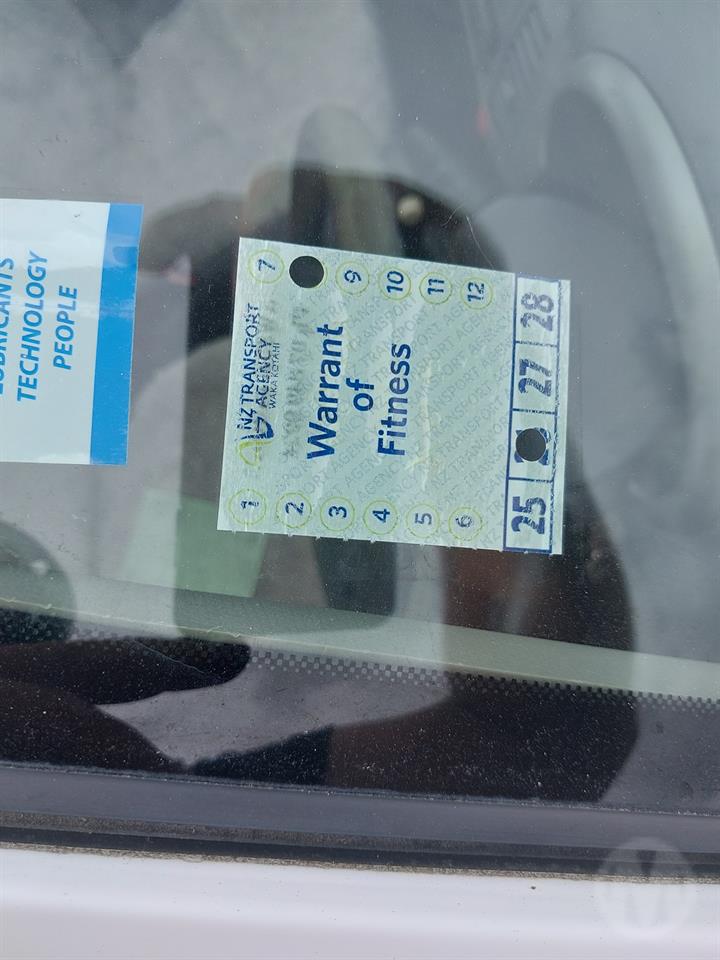 LUBRICANTS
TECHNOLOGY
PEOPLE
NZ TRANSPORT
AGENCY
WAKA KOTAHI
Warrant
of
Fitness
1
2
3
4
5
6
7
9
10
11
12
25
27
28